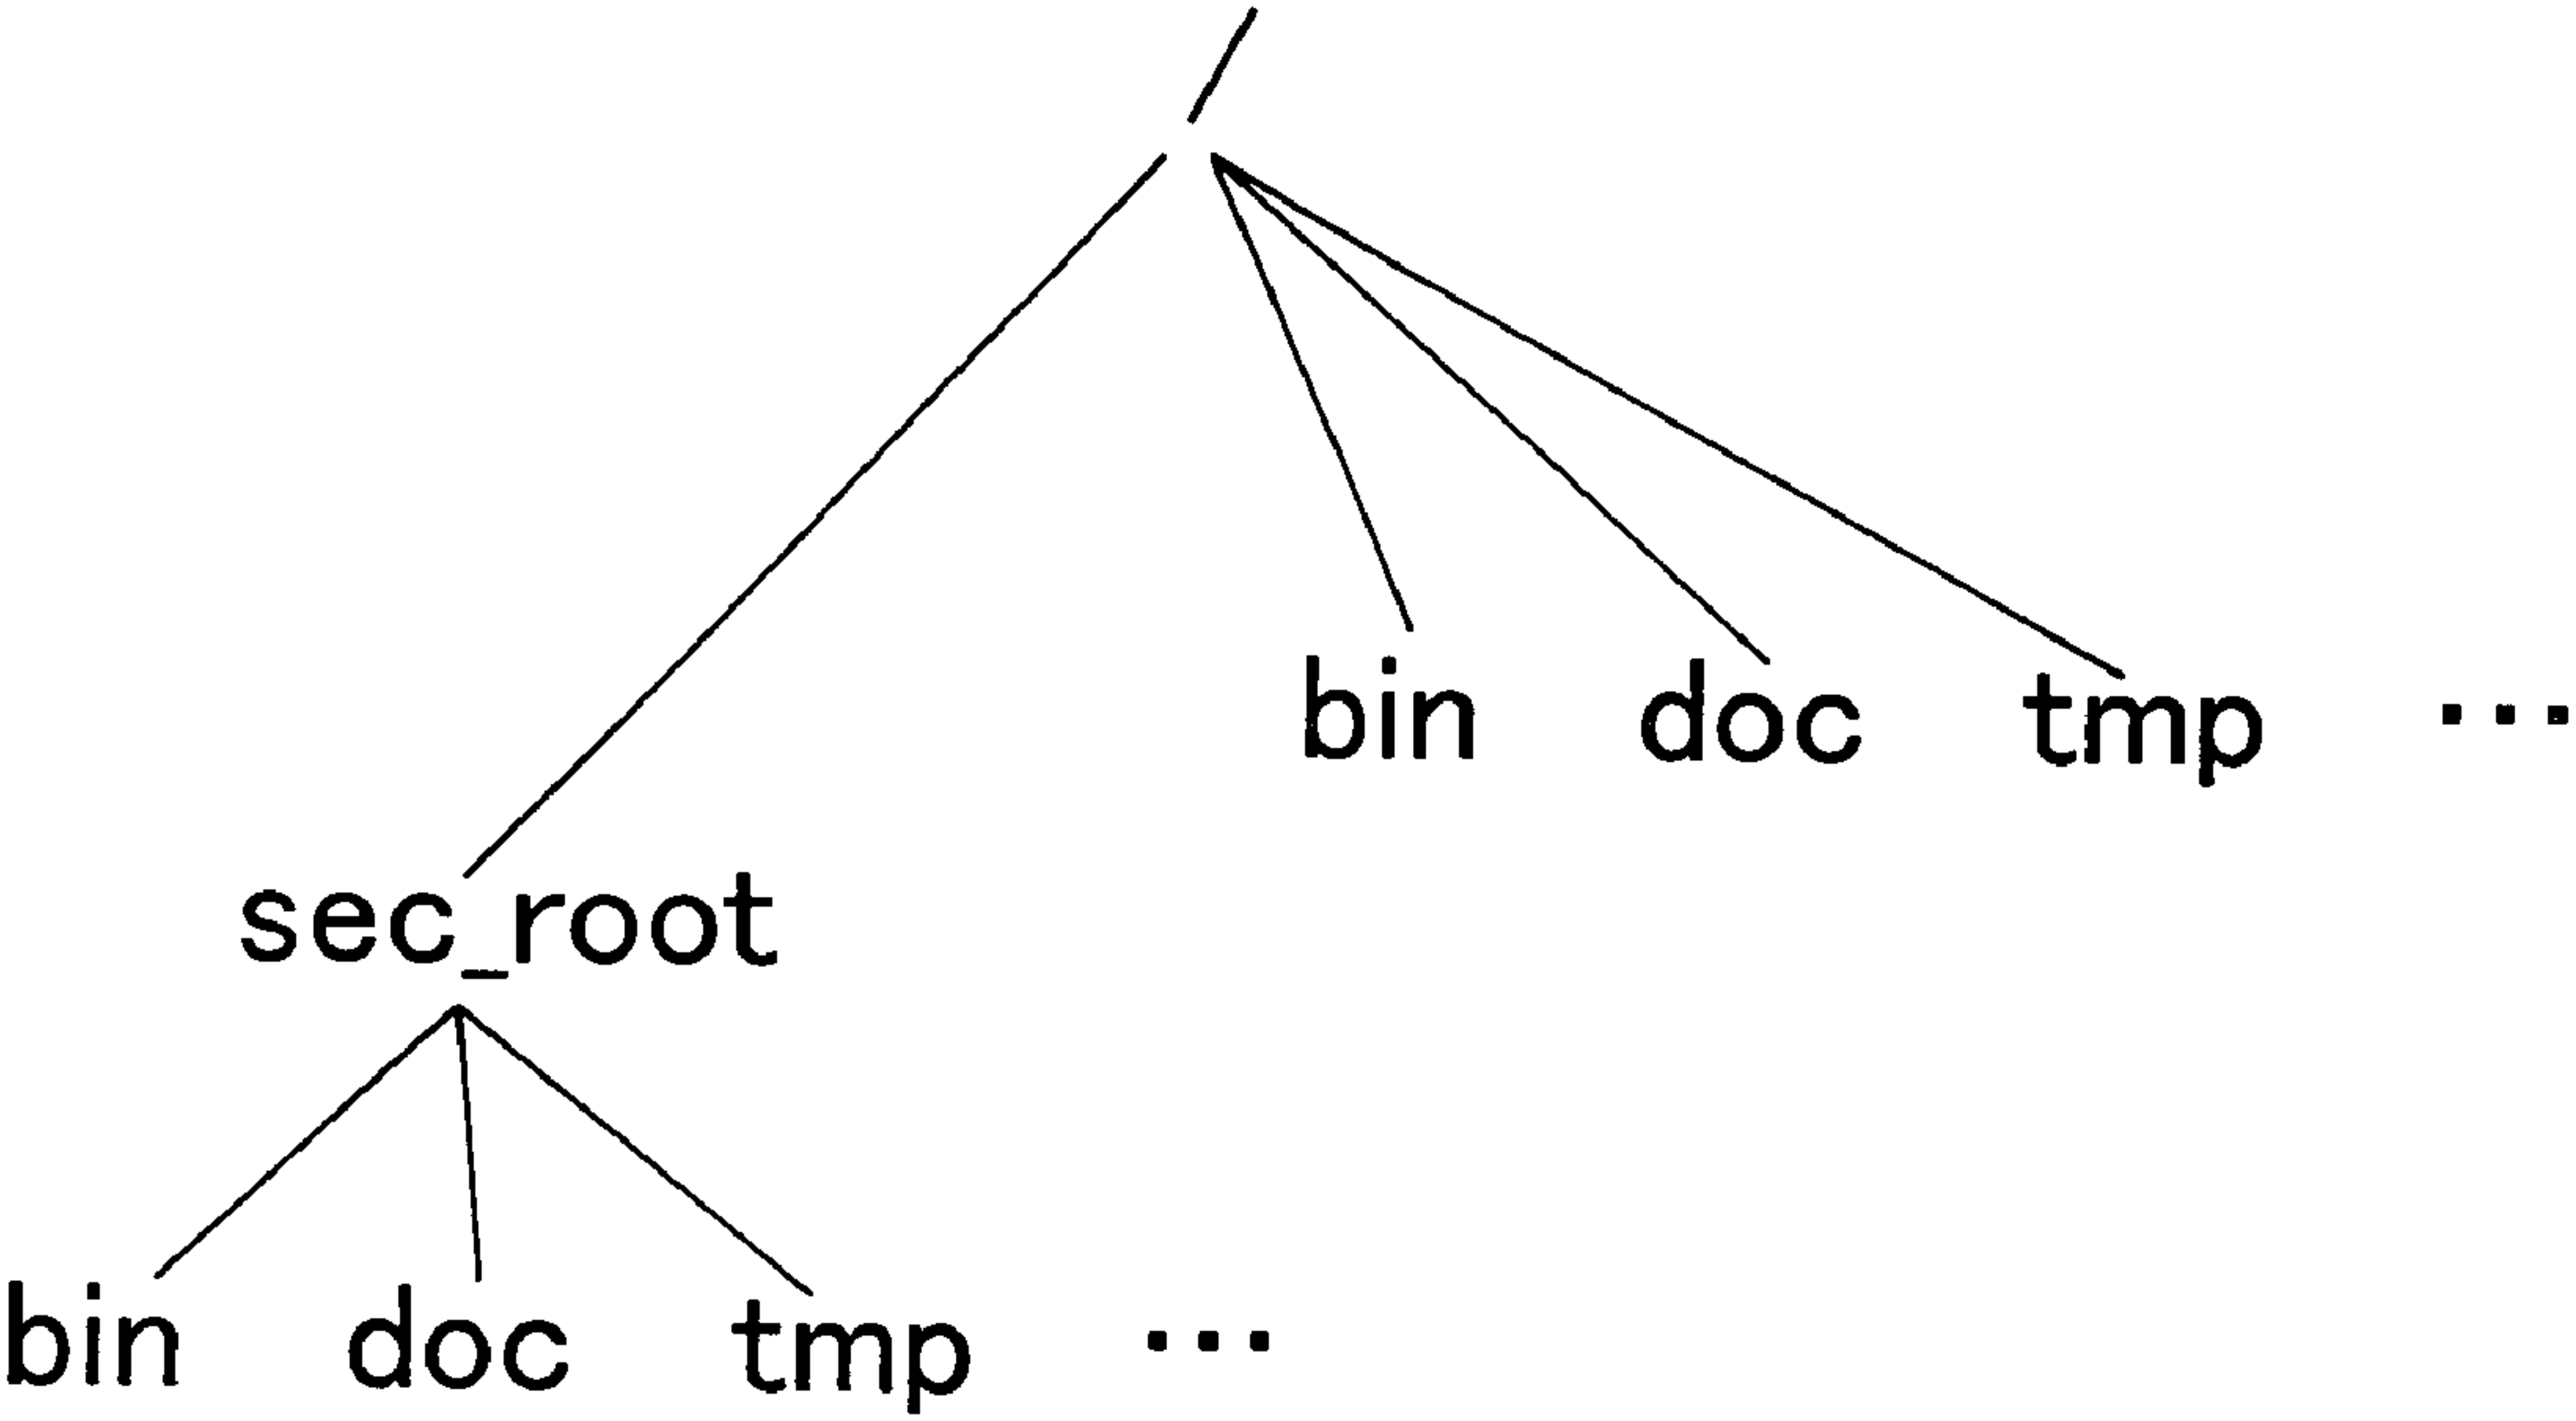 /
bin doc tmp ...
sec_root
bin doc tmp ...